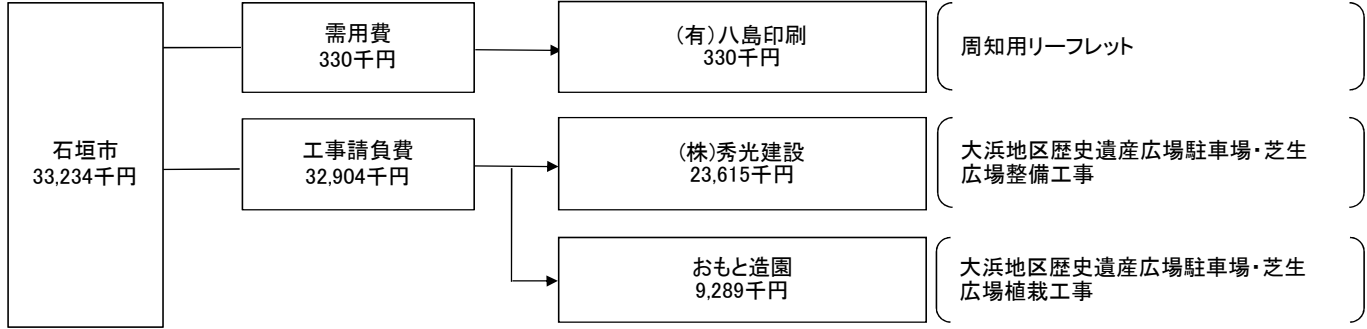 石垣市
33,234千円
需用費
330千円
(有)八島印刷
330千円
周知用リーフレット
工事請負費
32,904千円
(株)秀光建設
23,615千円
大浜地区歴史遺産広場駐車場・芝生
広場整備工事
おもと造園
9,289千円
大浜地区歴史遺産広場駐車場・芝生
広場植栽工事